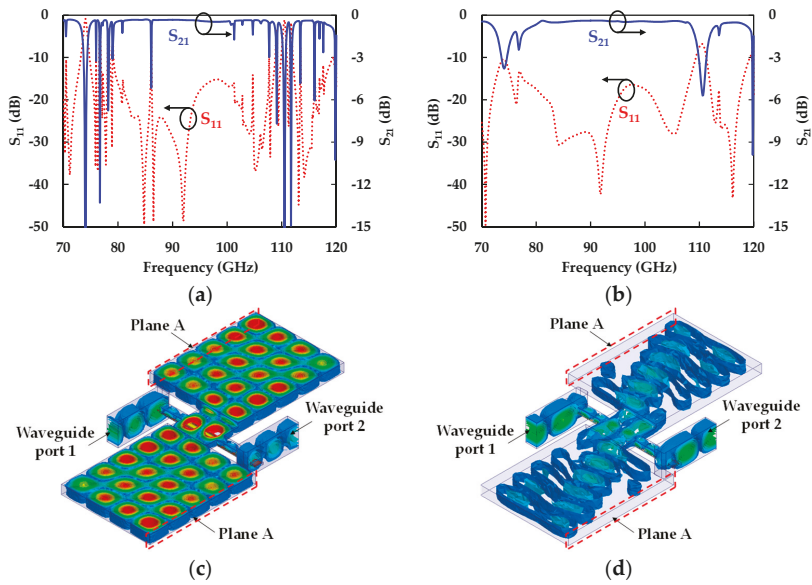 0
-10
-20
-30
-40
-50
S11 (dB)
0
-3
-6
-9
-12
-15
S21 (dB)
S21
S11
70 80 90 100 110 120
Frequency (GHz)
(a)
0
-10
-20
-30
-40
-50
S11 (dB)
0
-3
-6
-9
-12
-15
S21 (dB)
S21
S11
70 80 90 100 110 120
Frequency (GHz)
(b)
Plane A
Waveguide
port 1
Waveguide
port 2
Plane A
(c)
Plane A
Waveguide
port 1
Waveguide
port 2
Plane A
(d)